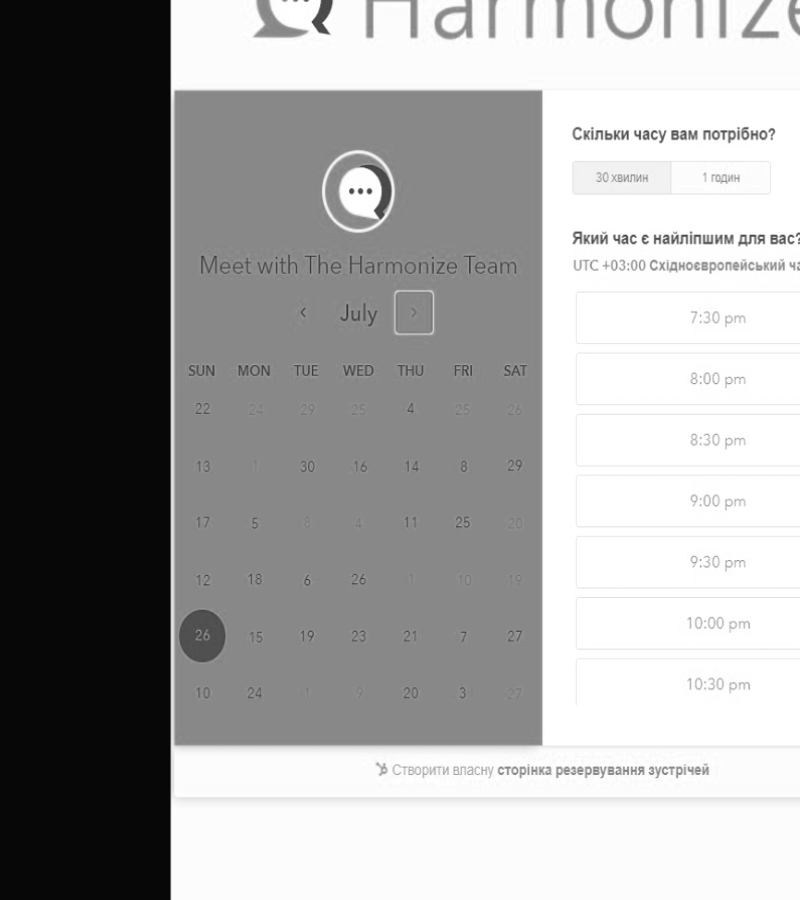 Harmonize
Meet with The Harmonize Team
‹ July ›
SUN MON TUE WED THU FRI SAT
22 24 29 25 4 25 26
13 1 30 16 14 8 29
17 5 8 4 11 25 20
12 18 6 26 1 10 19
26 15 19 23 21 7 27
10 24 1 9 20 3 27
Скільки часу вам потрібно?
30 хвилин 1 годин
Який час є найліпшим для вас?
UTC +03:00 Східноєвропейський ча
7:30 pm
8:00 pm
8:30 pm
9:00 pm
9:30 pm
10:00 pm
10:30 pm
Створити власну сторінка резервування зустрічей